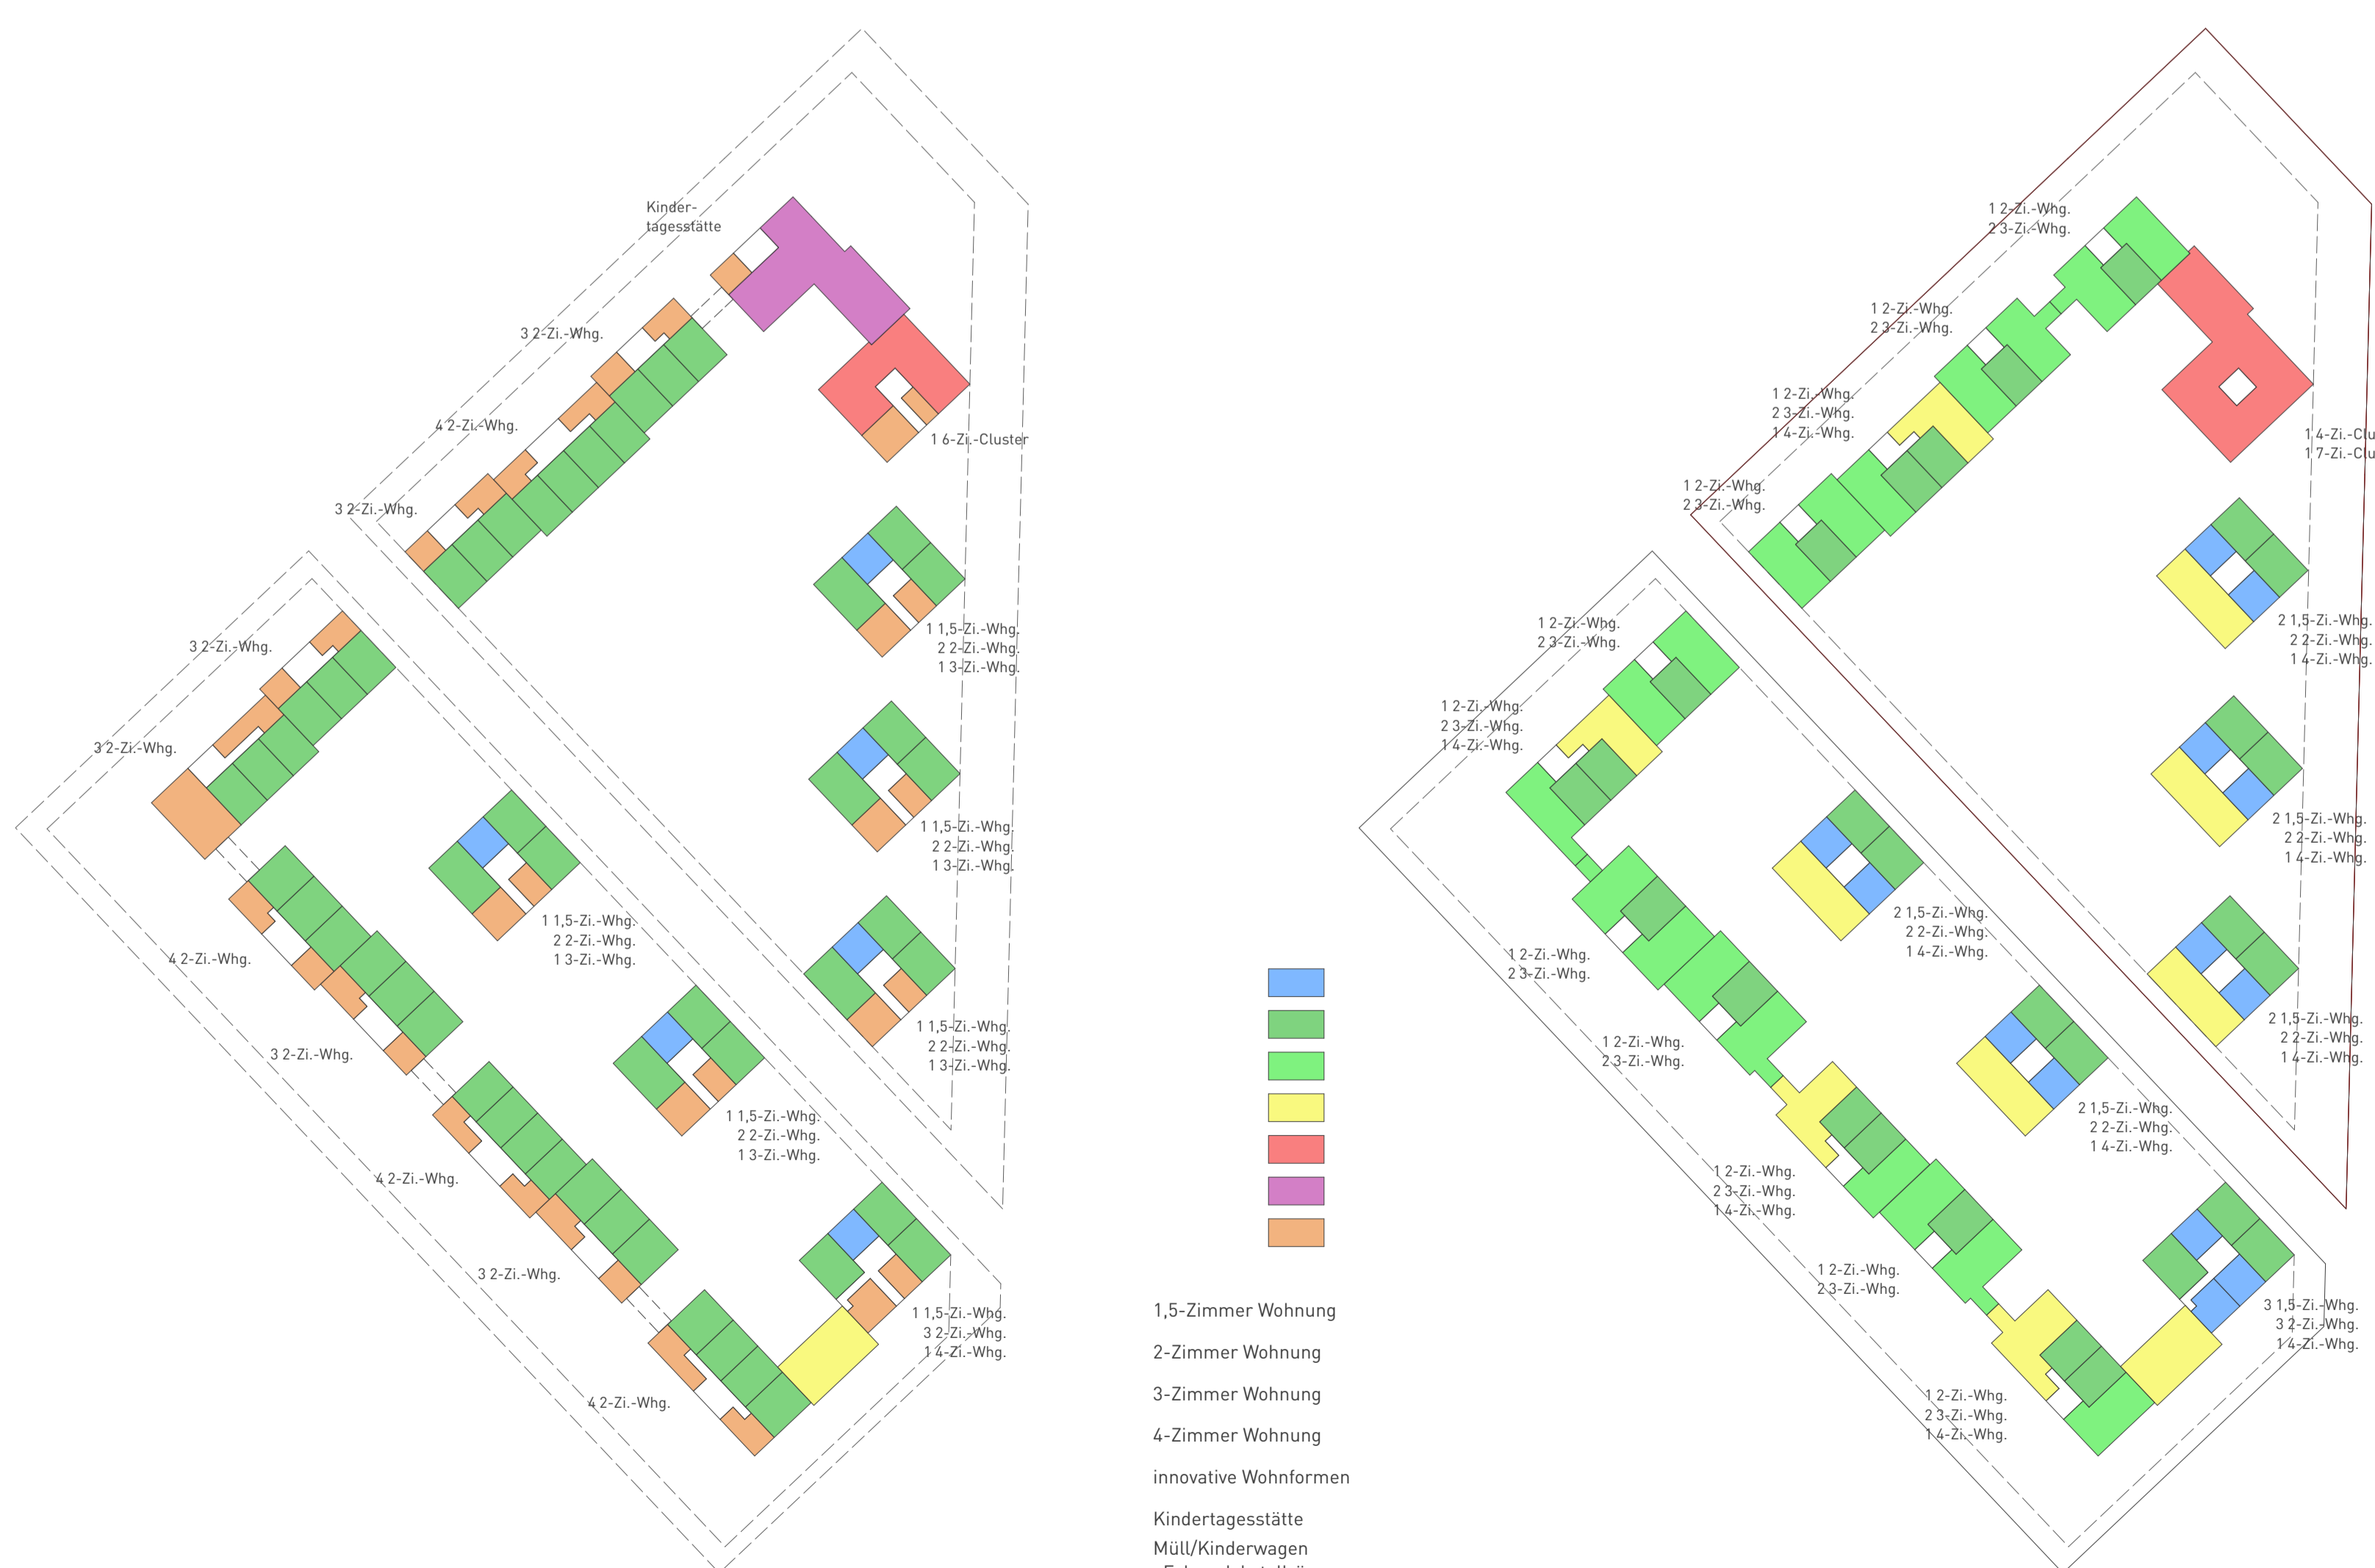 Kinder-
tagesstätte
3 2-Zi.-Whg.
4 2-Zi.-Whg.
3 2-Zi.-Whg.
1 6-Zi.-Cluster
1 1,5-Zi.-Whg.
2 2-Zi.-Whg.
1 3-Zi.-Whg.
1 1,5-Zi.-Whg.
2 2-Zi.-Whg.
1 3-Zi.-Whg.
1 1,5-Zi.-Whg.
2 2-Zi.-Whg.
1 3-Zi.-Whg.
3 2-Zi.-Whg.
3 2-Zi.-Whg.
4 2-Zi.-Whg.
3 2-Zi.-Whg.
4 2-Zi.-Whg.
3 2-Zi.-Whg.
4 2-Zi.-Whg.
1 1,5-Zi.-Whg.
2 2-Zi.-Whg.
1 3-Zi.-Whg.
1 1,5-Zi.-Whg.
2 2-Zi.-Whg.
1 3-Zi.-Whg.
1 1,5-Zi.-Whg.
3 2-Zi.-Whg.
1 4-Zi.-Whg.
1,5-Zimmer Wohnung
2-Zimmer Wohnung
3-Zimmer Wohnung
4-Zimmer Wohnung
innovative Wohnformen
Kindertagesstätte
Müll/Kinderwagen
1 2-Zi.-Whg.
2 3-Zi.-Whg.
1 2-Zi.-Whg.
2 3-Zi.-Whg.
1 2-Zi.-Whg.
2 3-Zi.-Whg.
1 4-Zi.-Whg.
1 2-Zi.-Whg.
2 3-Zi.-Whg.
1 4-Zi.-Clu
1 7-Zi.-Clu
2 1,5-Zi.-Whg.
2 2-Zi.-Whg.
1 4-Zi.-Whg.
2 1,5-Zi.-Whg.
2 2-Zi.-Whg.
1 4-Zi.-Whg.
2 1,5-Zi.-Whg.
2 2-Zi.-Whg.
1 4-Zi.-Whg.
1 2-Zi.-Whg.
2 3-Zi.-Whg.
1 2-Zi.-Whg.
2 3-Zi.-Whg.
1 4-Zi.-Whg.
1 2-Zi.-Whg.
2 3-Zi.-Whg.
1 2-Zi.-Whg.
2 3-Zi.-Whg.
1 2-Zi.-Whg.
2 3-Zi.-Whg.
1 4-Zi.-Whg.
1 2-Zi.-Whg.
2 3-Zi.-Whg.
1 2-Zi.-Whg.
2 3-Zi.-Whg.
1 4-Zi.-Whg.
2 1,5-Zi.-Whg.
2 2-Zi.-Whg.
1 4-Zi.-Whg.
2 1,5-Zi.-Whg.
2 2-Zi.-Whg.
1 4-Zi.-Whg.
3 1,5-Zi.-Whg.
3 2-Zi.-Whg.
1 4-Zi.-Whg.